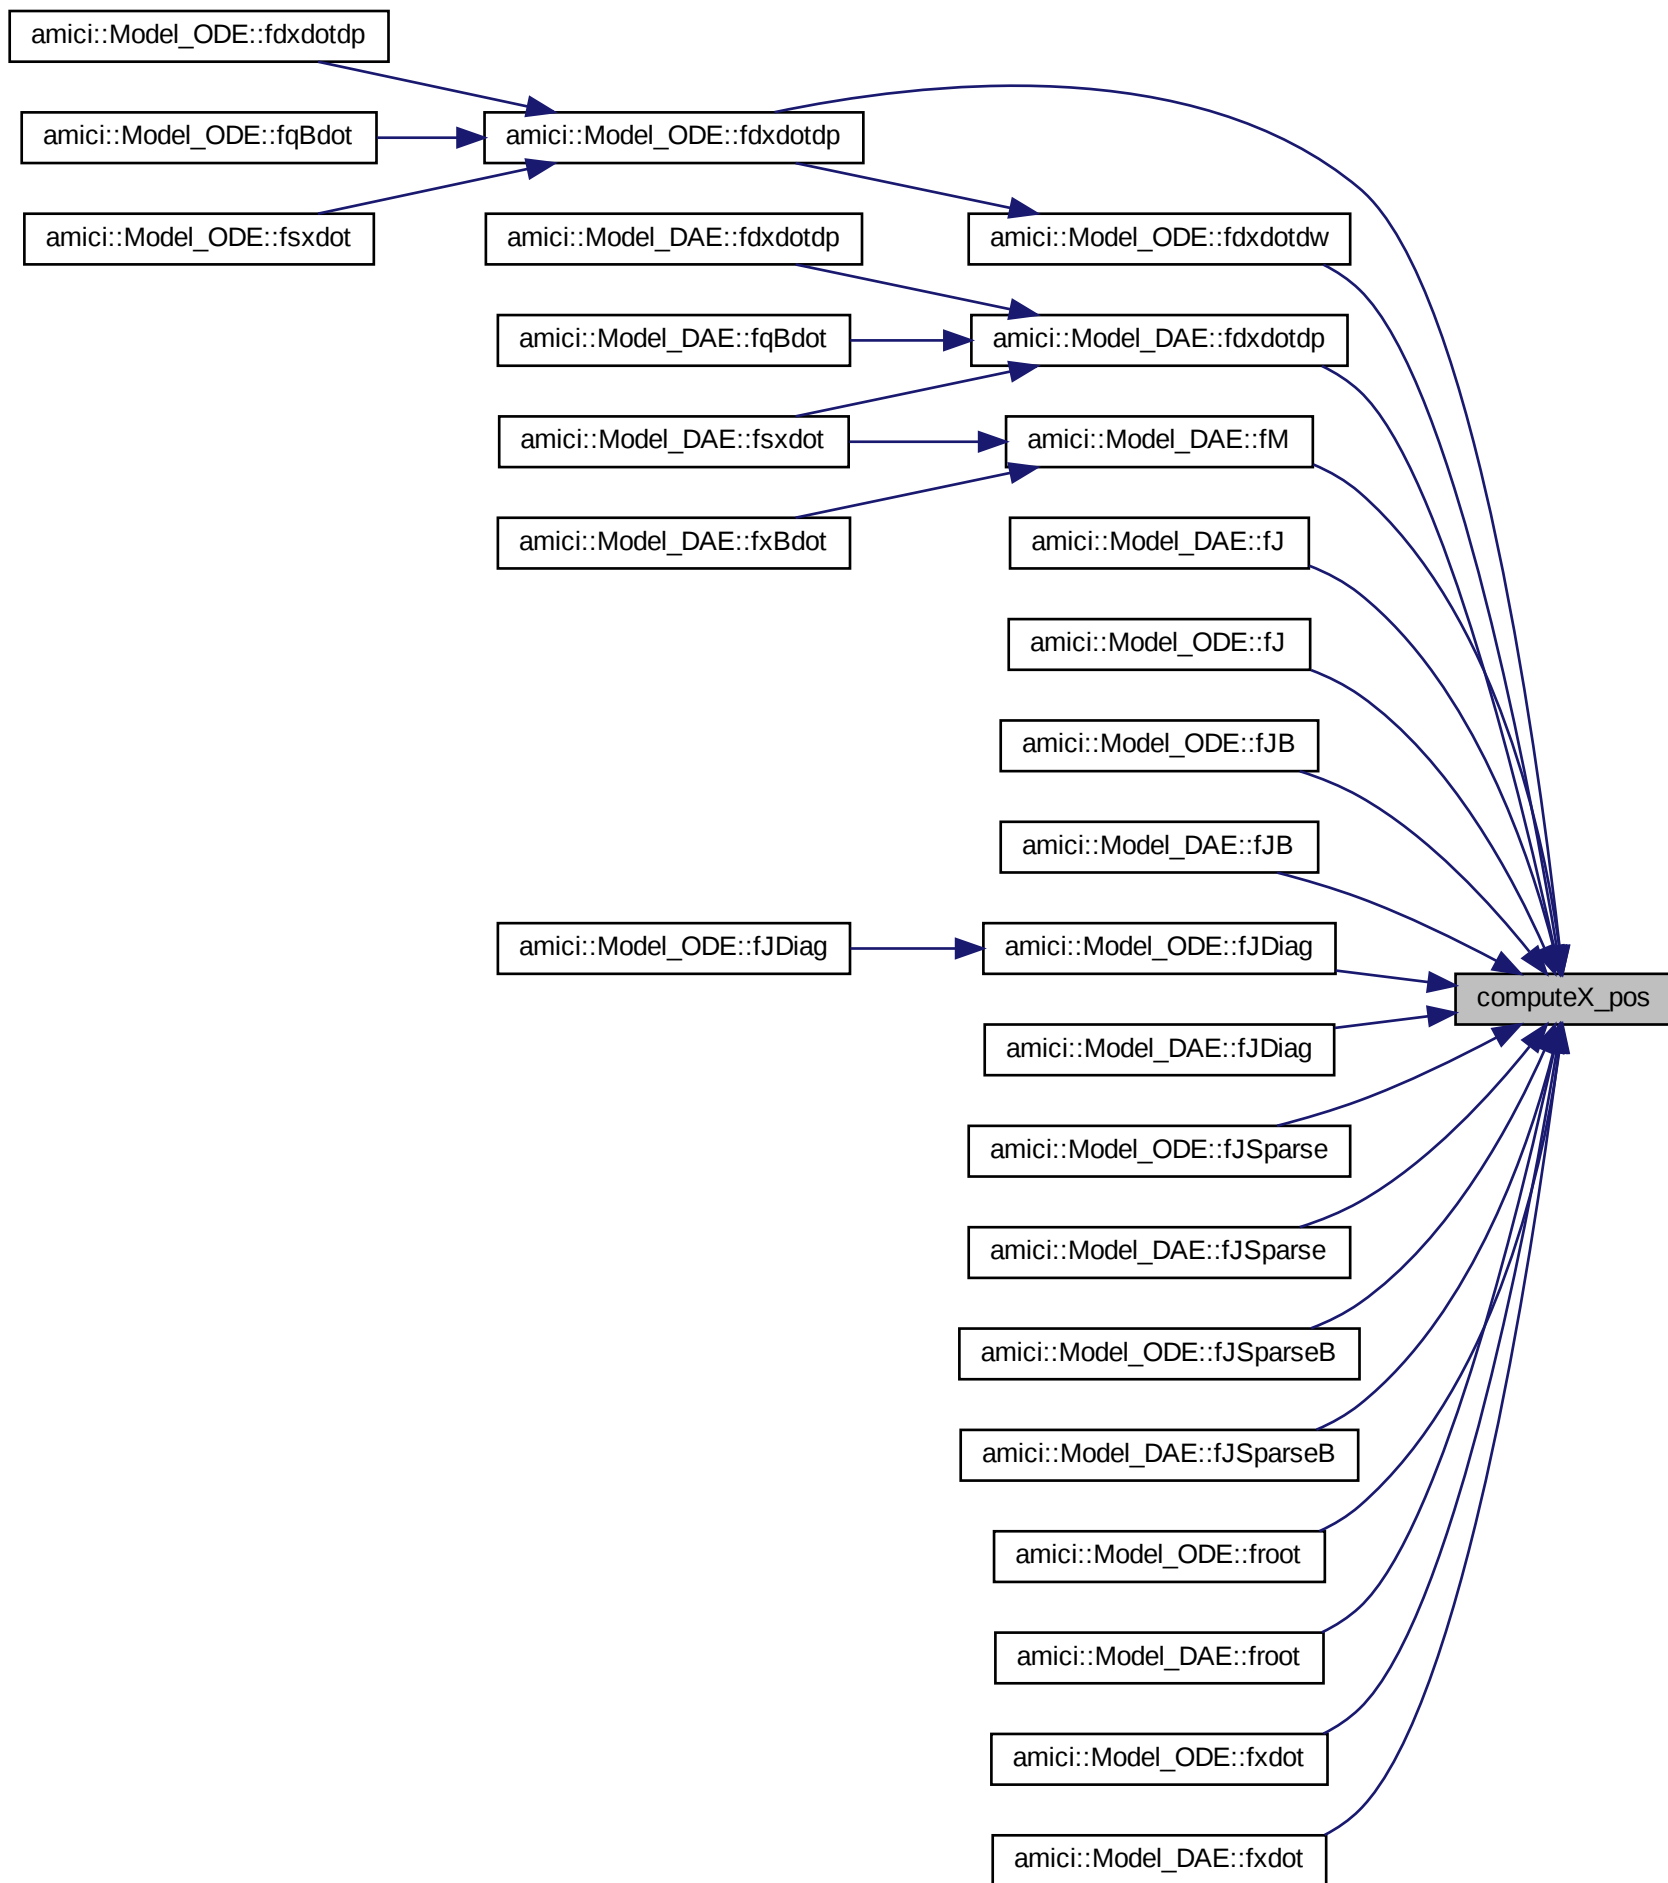 amici::Model_ODE::fdxdotdp
amici::Model_ODE::fqBdot
amici::Model_ODE::fdxdotdp
amici::Model_ODE::fsxdot
amici::Model_DAE::fdxdotdp
amici::Model_ODE::fdxdotdw
amici::Model_DAE::fqBdot
amici::Model_DAE::fdxdotdp
amici::Model_DAE::fsxdot
amici::Model_DAE::fM
amici::Model_DAE::fxBdot
amici::Model_DAE::fJ
amici::Model_ODE::fJ
amici::Model_ODE::fJB
amici::Model_DAE::fJB
amici::Model_ODE::fJDiag
amici::Model_ODE::fJDiag
computeX_pos
amici::Model_DAE::fJDiag
amici::Model_ODE::fJSparse
amici::Model_DAE::fJSparse
amici::Model_ODE::fJSparseB
amici::Model_DAE::fJSparseB
amici::Model_ODE::froot
amici::Model_DAE::froot
amici::Model_ODE::fxdot
amici::Model_DAE::fxdot